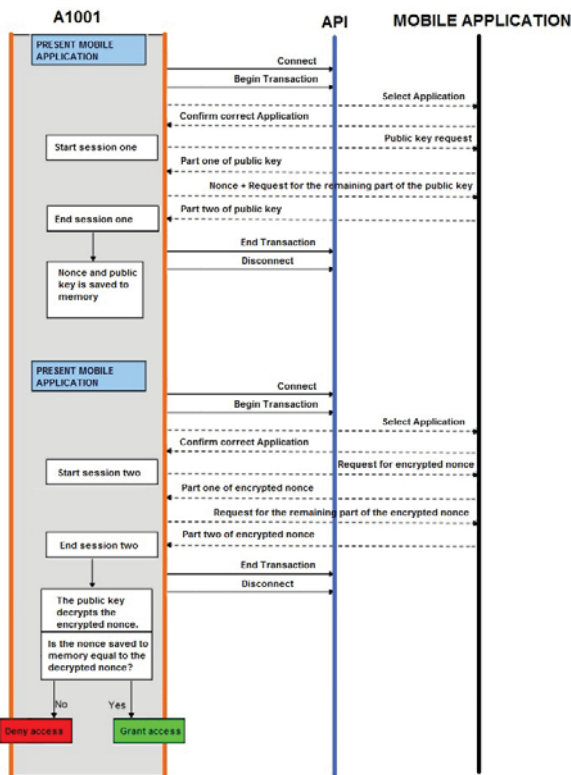 A1001
API
MOBILE APPLICATION
PRESENT MOBILE
APPLICATION
Connect
Begin Transaction
Select Application
Confirm correct Application
Start session one
Public key request
Part one of public key
Nonce + Request for the remaining part of the public key
Part two of public key
End session one
End Transaction
Disconnect
Nonce and public
key is saved to
memory
PRESENT MOBILE
APPLICATION
Connect
Begin Transaction
Select Application
Confirm correct Application
Start session two
Request for encrypted nonce
Part one of encrypted nonce
Request for the remaining part of the encrypted nonce
Part two of encrypted nonce
End session two
End Transaction
Disconnect
The public key
decrypts the
encrypted nonce.
Is the nonce saved to
memory equal to the
decrypted nonce?
No
Yes
Deny access
Grant access